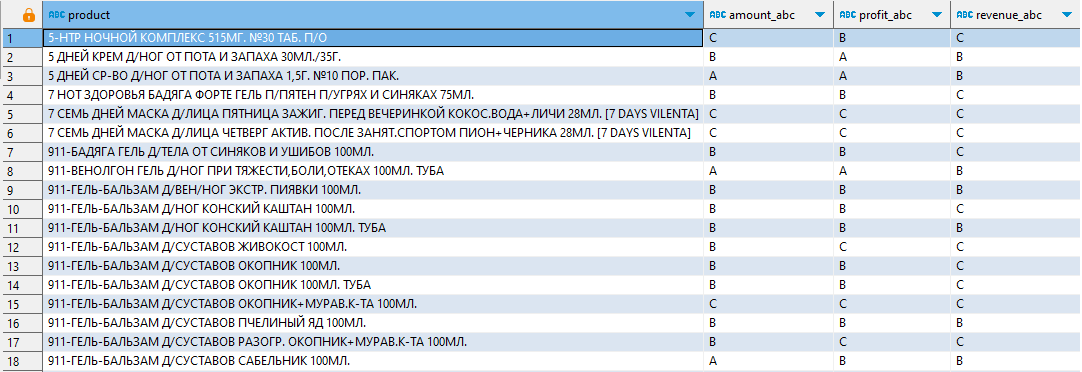 ABC product ABC amount_abc ABC profit_abc ABC revenue_abc
1 5-HTP НОЧНОЙ КОМПЛЕКС 515МГ. №30 ТАБ. П/О C B C
2 5 ДНЕЙ КРЕМ Д/НОГ ОТ ПОТА И ЗАПАХА 30МЛ./35Г. B A B
3 5 ДНЕЙ СР-ВО Д/НОГ ОТ ПОТА И ЗАПАХА 1,5Г. №10 ПОР. ПАК. A A B
4 7 НОТ ЗДОРОВЬЯ БАДЯГА ФОРТЕ ГЕЛЬ П/ПЯТЕН П/УГРЯХ И СИНЯКАХ 75МЛ. B B C
5 7 СЕМЬ ДНЕЙ МАСКА Д/ЛИЦА ПЯТНИЦА ЗАЖИГ. ПЕРЕД ВЕЧЕРИНКОЙ КОКОС.ВОДА+ЛИЧИ 28МЛ. [7 DAYS VILENTA] C C C
6 7 СЕМЬ ДНЕЙ МАСКА Д/ЛИЦА ЧЕТВЕРГ АКТИВ. ПОСЛЕ ЗАНЯТ.СПОРТОМ ПИОН+ЧЕРНИКА 28МЛ. [7 DAYS VILENTA] C C C
7 911-БАДЯГА ГЕЛЬ Д/ТЕЛА ОТ СИНЯКОВ И УШИБОВ 100МЛ. B B C
8 911-ВЕНОЛГОН ГЕЛЬ Д/НОГ ПРИ ТЯЖЕСТИ,БОЛИ,ОТЕКАХ 100МЛ. ТУБА A A B
9 911-ГЕЛЬ-БАЛЬЗАМ Д/ВЕН/НОГ ЭКСТР. ПИЯВКИ 100МЛ. B B B
10 911-ГЕЛЬ-БАЛЬЗАМ Д/НОГ КОНСКИЙ КАШТАН 100МЛ. B B C
11 911-ГЕЛЬ-БАЛЬЗАМ Д/НОГ КОНСКИЙ КАШТАН 100МЛ. ТУБА B B B
12 911-ГЕЛЬ-БАЛЬЗАМ Д/СУСТАВОВ ЖИВОКОСТ 100МЛ. B C C
13 911-ГЕЛЬ-БАЛЬЗАМ Д/СУСТАВОВ ОКОПНИК 100МЛ. B B C
14 911-ГЕЛЬ-БАЛЬЗАМ Д/СУСТАВОВ ОКОПНИК 100МЛ. ТУБА B B C
15 911-ГЕЛЬ-БАЛЬЗАМ Д/СУСТАВОВ ОКОПНИК+МУРАВ.К-ТА 100МЛ. C C C
16 911-ГЕЛЬ-БАЛЬЗАМ Д/СУСТАВОВ ПЧЕЛИНЫЙ ЯД 100МЛ. B B B
17 911-ГЕЛЬ-БАЛЬЗАМ Д/СУСТАВОВ РАЗОГР. ОКОПНИК+МУРАВ.К-ТА 100МЛ. B C C
18 911-ГЕЛЬ-БАЛЬЗАМ Д/СУСТАВОВ САБЕЛЬНИК 100МЛ. A B B